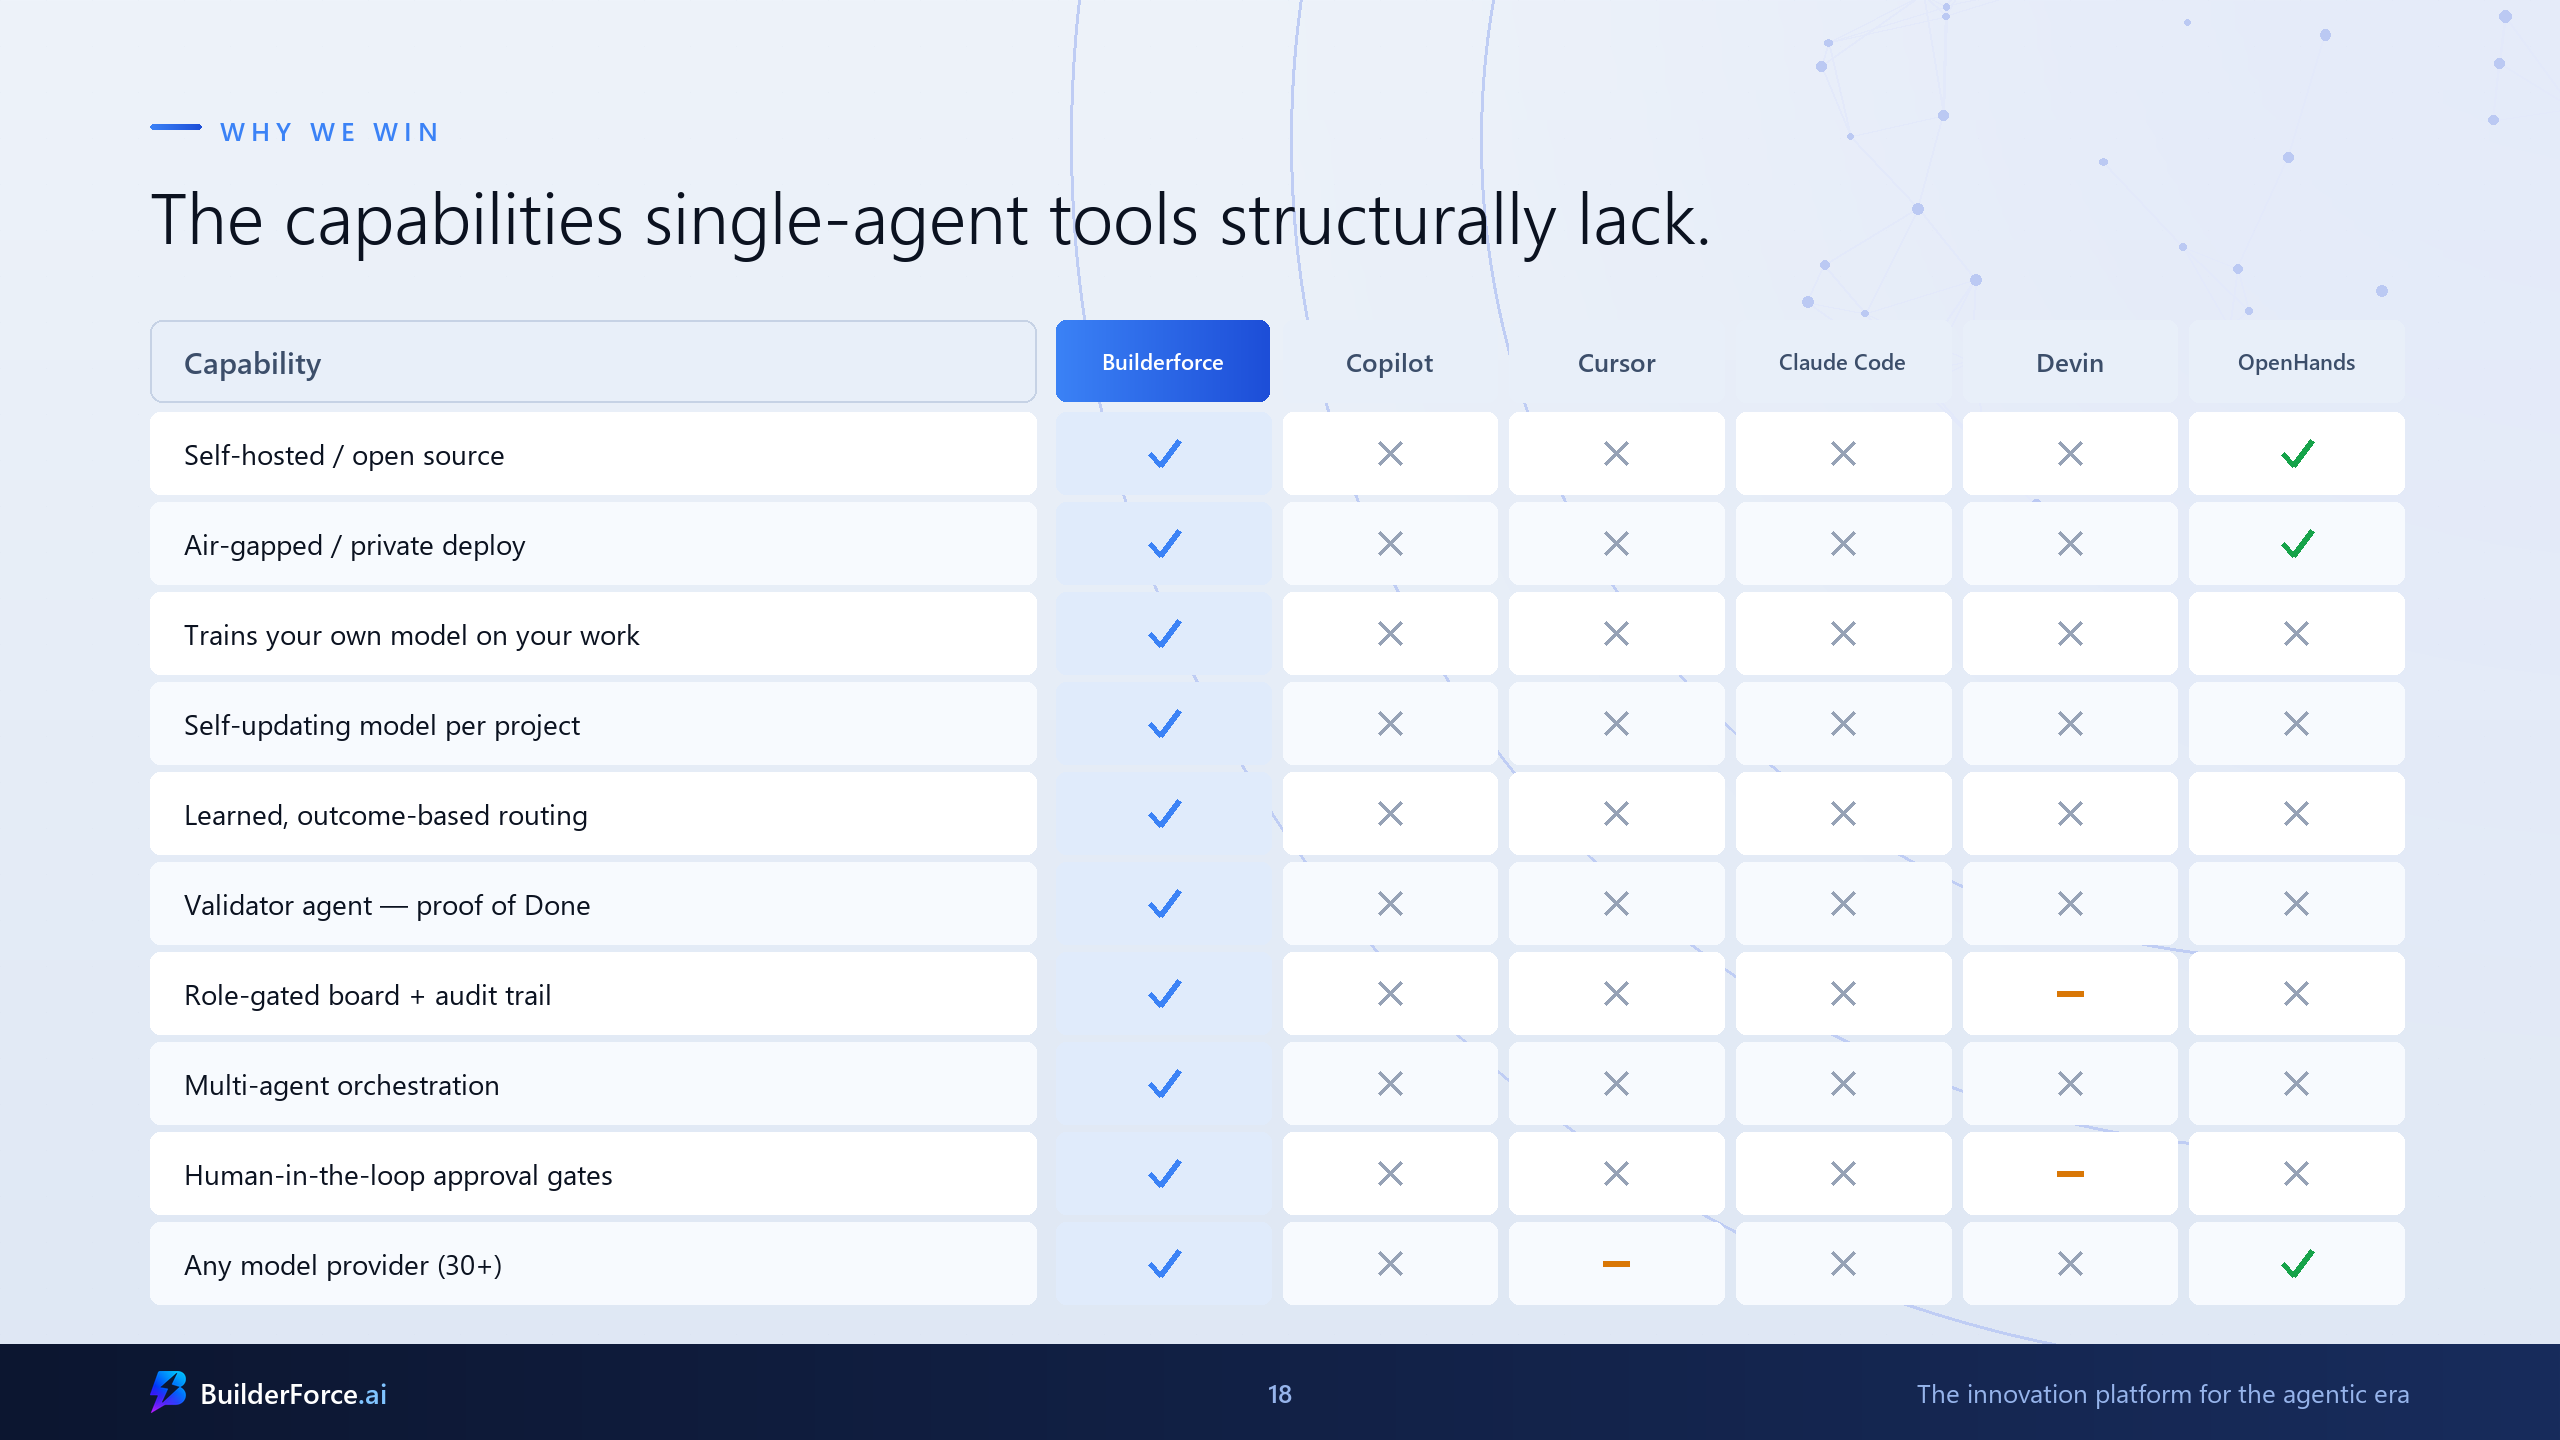 WHY WE WIN
The capabilities single-agent tools structurally lack.
Capability Builderforce Copilot Cursor Claude Code Devin OpenHands
Self-hosted / open source
Air-gapped / private deploy
Trains your own model on your work
Self-updating model per project
Learned, outcome-based routing
Validator agent — proof of Done
Role-gated board + audit trail
Multi-agent orchestration
Human-in-the-loop approval gates
Any model provider (30+)
BuilderForce.ai 18 The innovation platform for the agentic era